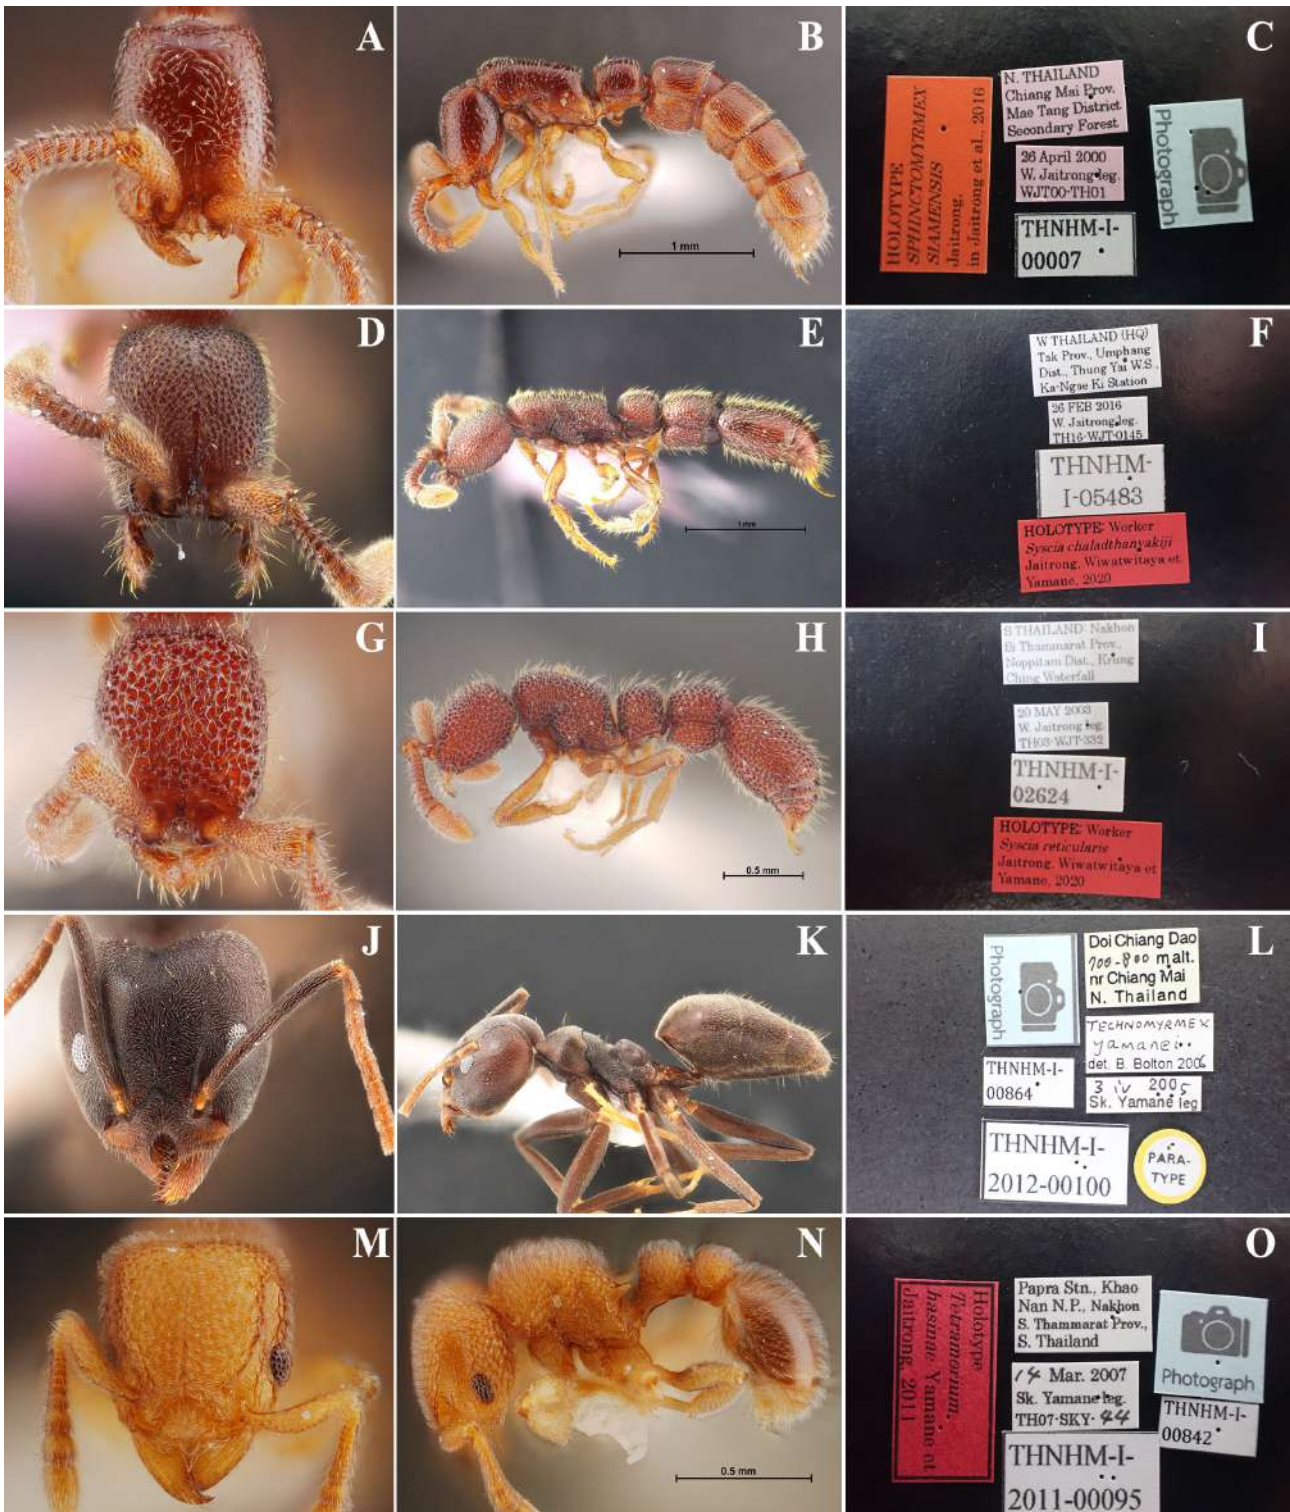 A
B
1 mm
C
HOLOTYPE
SPHINCTOMYRMEX
SIAMENSIS
Jaitrong,
in Jaitrong et al., 2016
N. THAILAND
Chiang Mai Prov.
Mae Tang District
Secondary Forest
26 April 2000
W. Jaitrong leg.
WJT00-TH01
THNHM-I-
00007
Photograph
D
E
1 mm
F
W THAILAND (HQ)
Tak Prov., Umphang
Dist., Thung Yai W.S.,
Ka-Ngae Ki Station
26 FEB 2016
W. Jaitrong leg.
TH16-WJT-0145
THNHM-
I-05483
HOLOTYPE: Worker
Syscia chaladthanyakiji
Jaitrong, Wiwatwitaya et
Yamane, 2020
G
H
0.5 mm
I
S THAILAND: Nakhon
Si Thammarat Prov.,
Noppitam Dist., Krung
Ching Waterfall
20 MAY 2003
W. Jaitrong leg.
TH03-WJT-332
THNHM-I-
02624
HOLOTYPE: Worker
Syscia reticularis
Jaitrong, Wiwatwitaya et
Yamane, 2020
J
K
L
Photograph
THNHM-I-
00864
Doi Chiang Dao
700-800 m alt.
nr Chiang Mai
N. Thailand
TECHNOMYRMEX
yamanei
det. B. Bolton 2006
3 iv 2005
Sk. Yamane leg
THNHM-I-
2012-00100
PARA-
TYPE
M
N
0.5 mm
O
Holotype
Tetramorium
hasinae Yamane et
Jaitrong, 2011
Papra Stn., Khao
Nan N.P., Nakhon
S. Thammarat Prov.,
S. Thailand
14 Mar. 2007
Sk. Yamane leg.
TH07-SKY-44
THNHM-I-
2011-00095
Photograph
THNHM-I-
00842